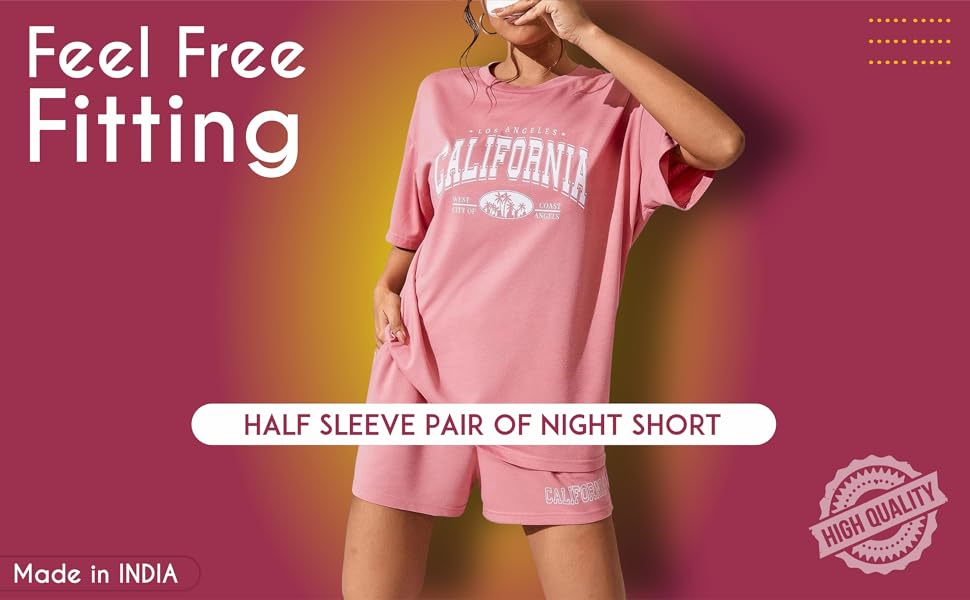 Feel Free
Fitting
• LOS ANGELES •
CALIFORNIA
WEST COAST
CITY OF ANGELS
HALF SLEEVE PAIR OF NIGHT SHORT
CALIFORNIA
HIGH QUALITY
Made in INDIA